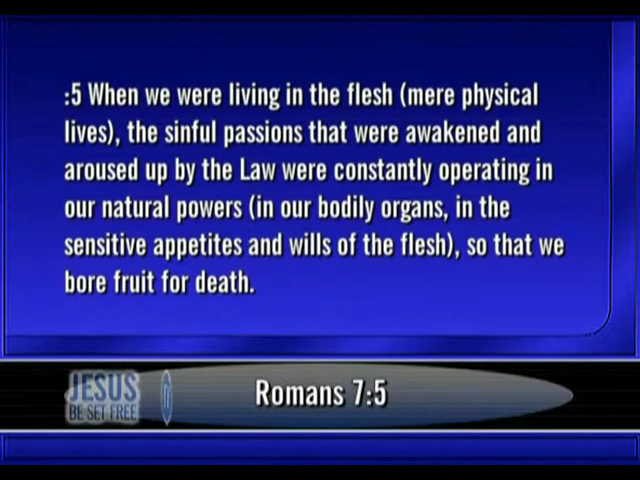 :5 When we were living in the flesh (mere physical
lives), the sinful passions that were awakened and
aroused up by the Law were constantly operating in
our natural powers (in our bodily organs, in the
sensitive appetites and wills of the flesh), so that we
bore fruit for death.
JESUS
BE SET FREE
Romans 7:5